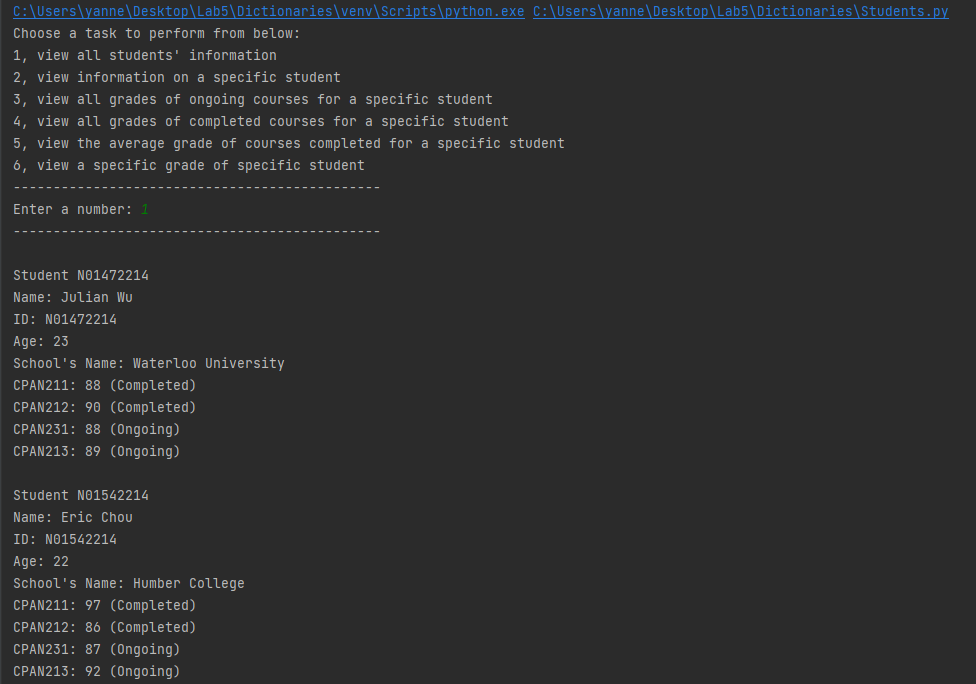 C:\Users\yanne\Desktop\Lab5\Dictionaries\venv\Scripts\python.exe C:\Users\yanne\Desktop\Lab5\Dictionaries\Students.py
Choose a task to perform from below:
1, view all students' information
2, view information on a specific student
3, view all grades of ongoing courses for a specific student
4, view all grades of completed courses for a specific student
5, view the average grade of courses completed for a specific student
6, view a specific grade of specific student
----------------------------------------------
Enter a number: 1
----------------------------------------------
Student N01472214
Name: Julian Wu
ID: N01472214
Age: 23
School's Name: Waterloo University
CPAN211: 88 (Completed)
CPAN212: 90 (Completed)
CPAN231: 88 (Ongoing)
CPAN213: 89 (Ongoing)
Student N01542214
Name: Eric Chou
ID: N01542214
Age: 22
School's Name: Humber College
CPAN211: 97 (Completed)
CPAN212: 86 (Completed)
CPAN231: 87 (Ongoing)
CPAN213: 92 (Ongoing)